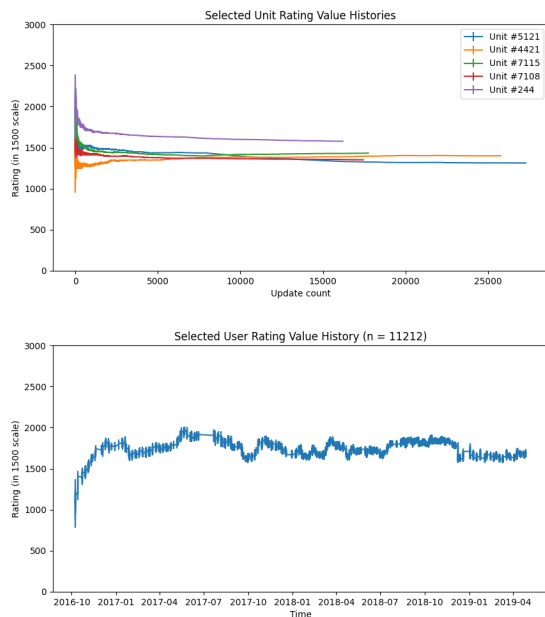 Selected Unit Rating Value Histories
3000
2500
2000
1500
1000
500
0
Rating (in 1500 scale)
Unit #5121
Unit #4421
Unit #7115
Unit #7108
Unit #244
0 5000 10000 15000 20000 25000
Update count
Selected User Rating Value History (n = 11212)
3000
2500
2000
1500
1000
500
0
Rating (in 1500 scale)
2016-10 2017-01 2017-04 2017-07 2017-10 2018-01 2018-04 2018-07 2018-10 2019-01 2019-04
Time